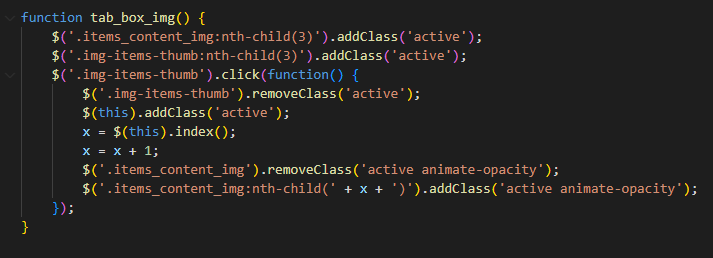 function tab_box_img() {
$('.items_content_img:nth-child(3)').addClass('active');
$('.img-items-thumb:nth-child(3)').addClass('active');
$('.img-items-thumb').click(function() {
$('.img-items-thumb').removeClass('active');
$(this).addClass('active');
x = $(this).index();
x = x + 1;
$('.items_content_img').removeClass('active animate-opacity');
$('.items_content_img:nth-child(' + x + ')').addClass('active animate-opacity');
});
}